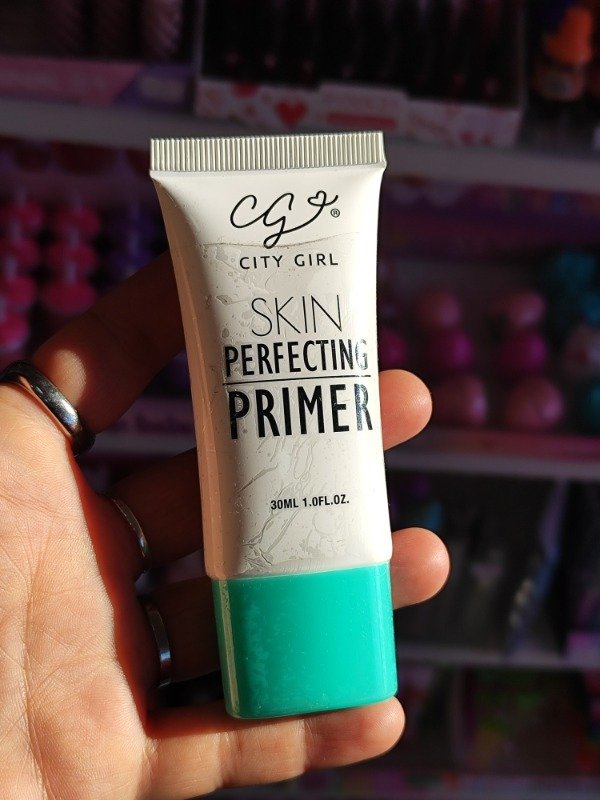 CG®
CITY GIRL
SKIN
PERFECTING
PRIMER
30ML 1.0FL.OZ.